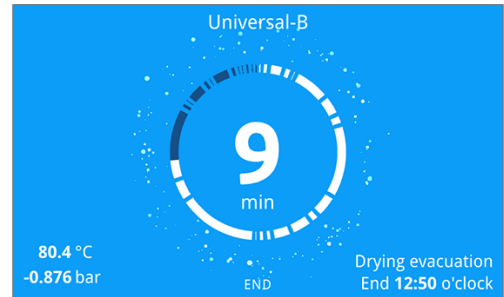 Universal-B
9
min
80.4 °C
-0.876 bar
END
Drying evacuation
End 12:50 o'clock